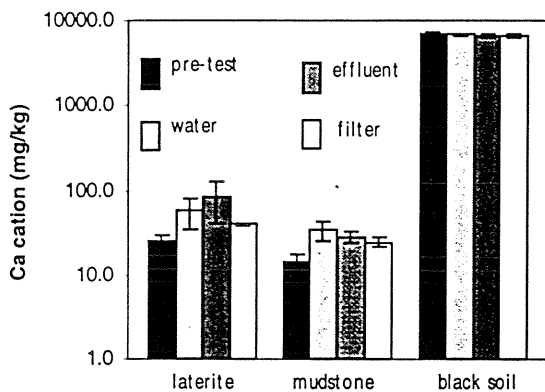 10000.0
pre-test effluent
1000.0
water filter
100.0
10.0
1.0
Ca cation (mg/kg)
laterite mudstone black soil